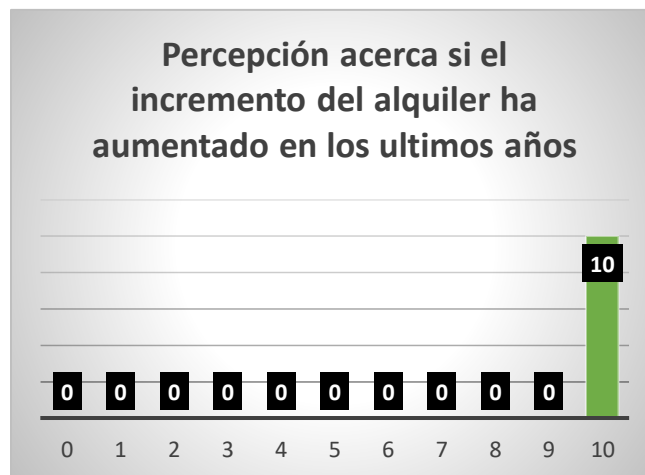 Percepción acerca si el
incremento del alquiler ha
aumentado en los ultimos años
10
0 0 0 0 0 0 0 0 0 0
0 1 2 3 4 5 6 7 8 9 10